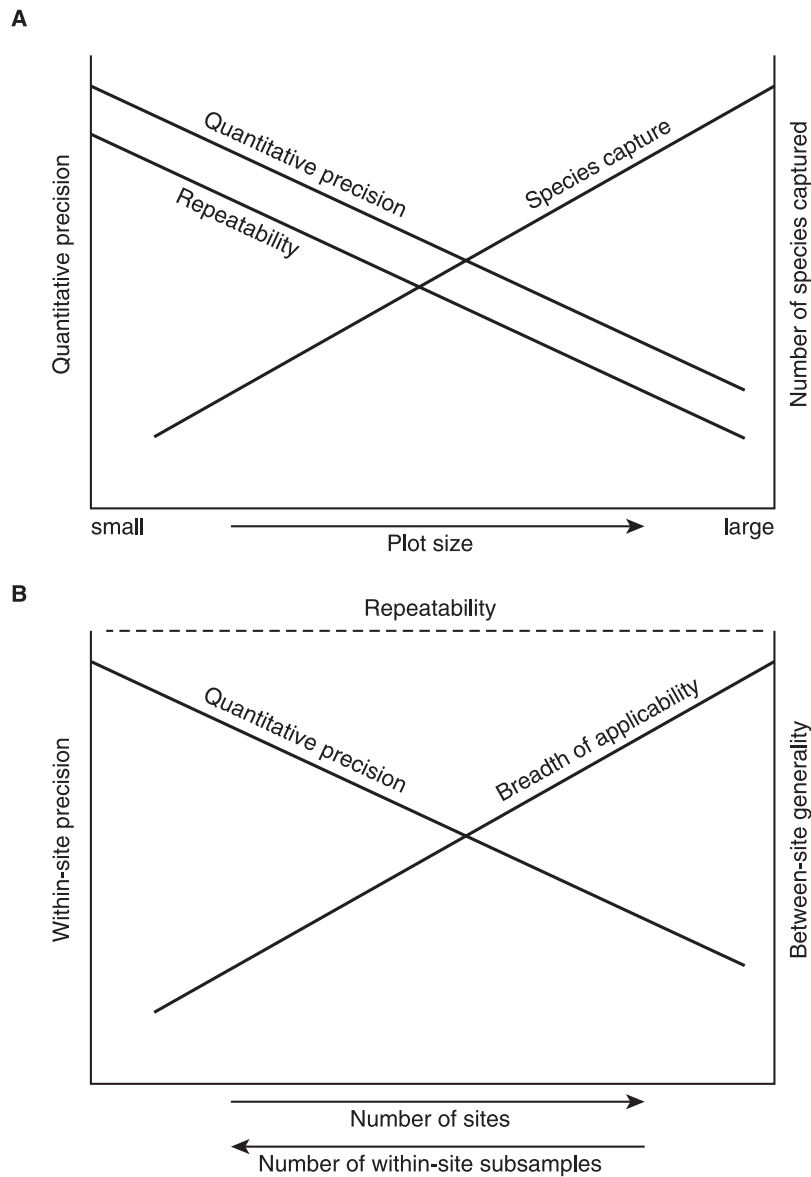 A
Quantitative precision
Number of species captured
Quantitative precision
Repeatability
Species capture
small
large
Plot size
B
Repeatability
Within-site precision
Between-site generality
Quantitative precision
Breadth of applicability
Number of sites
Number of within-site subsamples